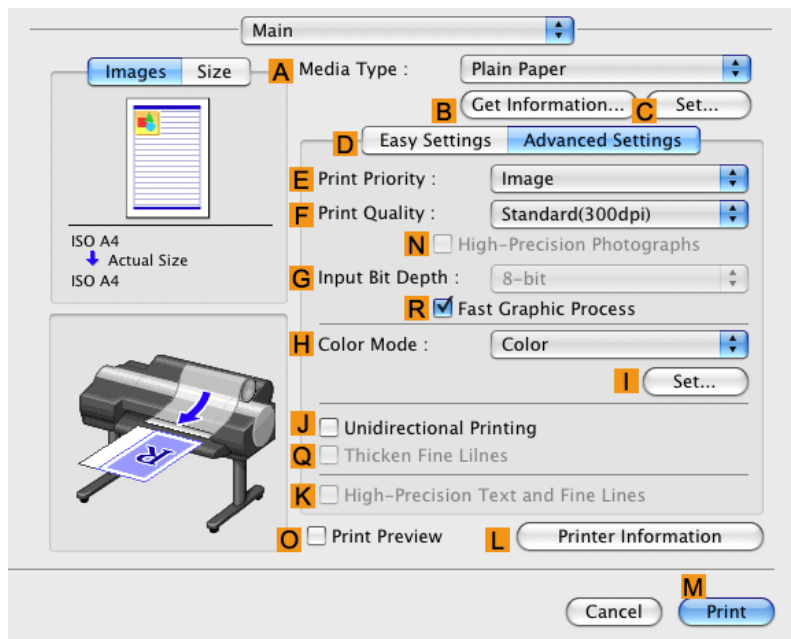 Main
Images Size
A Media Type : Plain Paper
B Get Information... C Set...
D Easy Settings Advanced Settings
E Print Priority : Image
F Print Quality : Standard(300dpi)
N High-Precision Photographs
ISO A4
Actual Size
ISO A4
G Input Bit Depth : 8-bit
R Fast Graphic Process
H Color Mode : Color
I Set...
J Unidirectional Printing
Q Thicken Fine Lilnes
K High-Precision Text and Fine Lines
O Print Preview L Printer Information
M
Cancel Print
R